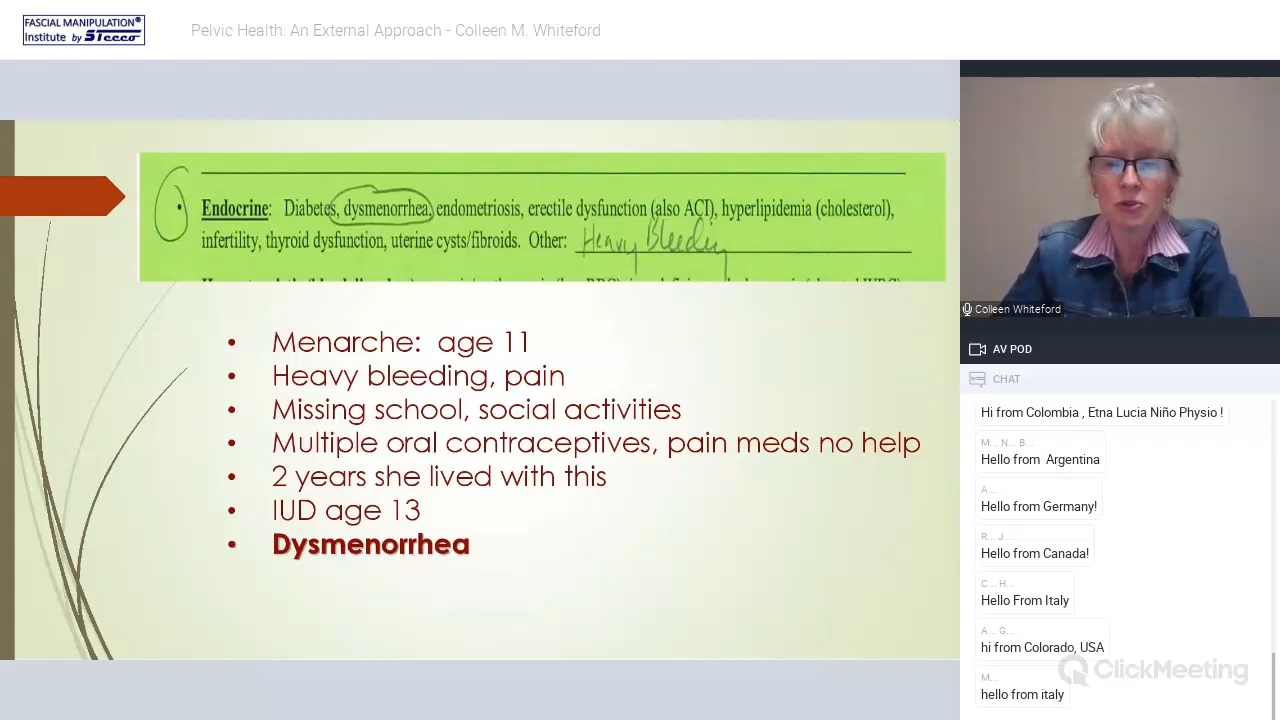 FASCIAL MANIPULATION®
Institute by Stecco
Pelvic Health: An External Approach - Colleen M. Whiteford
Endocrine: Diabetes, dysmenorrhea, endometriosis, erectile dysfunction (also ACI), hyperlipidemia (cholesterol),
infertility, thyroid dysfunction, uterine cysts/fibroids. Other: Heavy Bleeding
• Menarche: age 11
• Heavy bleeding, pain
• Missing school, social activities
• Multiple oral contraceptives, pain meds no help
• 2 years she lived with this
• IUD age 13
• Dysmenorrhea
Colleen Whiteford
AV POD
CHAT
Hi from Colombia , Etna Lucia Niño Physio !
M... N... B...
Hello from Argentina
A...
Hello from Germany!
R... J...
Hello from Canada!
C... H...
Hello From Italy
A... G...
hi from Colorado, USA
M...
hello from italy
ClickMeeting